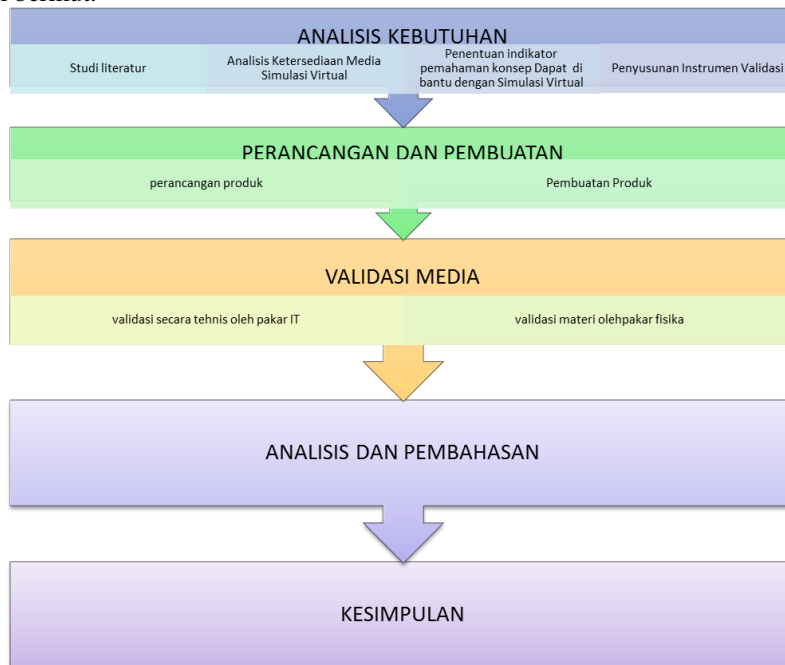 berikut:
ANALISIS KEBUTUHAN
Studi literatur
Analisis Ketersediaan Media
Simulasi Virtual
Penentuan indikator
pemahaman konsep Dapat di
bantu dengan Simulasi Virtual
Penyusunan Instrumen Validasi
PERANCANGAN DAN PEMBUATAN
perancangan produk
Pembuatan Produk
VALIDASI MEDIA
validasi secara tehnis oleh pakar IT
validasi materi olehpakar fisika
ANALISIS DAN PEMBAHASAN
KESIMPULAN